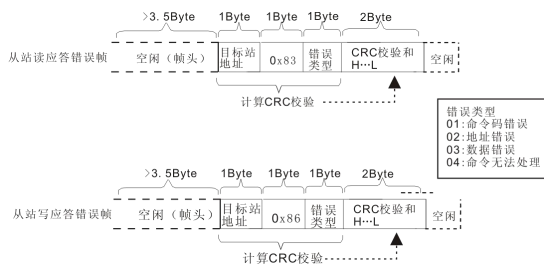 >3.5Byte 1Byte 1Byte 1Byte 2Byte
从站读应答错误帧 空闲（帧头） 目标站地址 0x83 错误类型 CRC校验和 H…L 空闲
计算CRC校验
错误类型
01:命令码错误
02:地址错误
03:数据错误
04:命令无法处理
>3.5Byte 1Byte 1Byte 1Byte 2Byte
从站写应答错误帧 空闲（帧头） 目标站地址 0x86 错误类型 CRC校验和 H…L 空闲
计算CRC校验